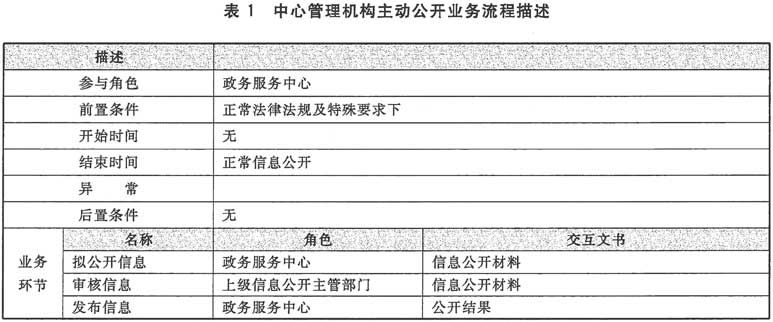 表 1 中心管理机构主动公开业务流程描述
描述
参与角色 政务服务中心
前置条件 正常法律法规及特殊要求下
开始时间 无
结束时间 正常信息公开
异 常
后置条件 无
业务环节 名称 角色 交互文书
拟公开信息 政务服务中心 信息公开材料
审核信息 上级信息公开主管部门 信息公开材料
发布信息 政务服务中心 公开结果